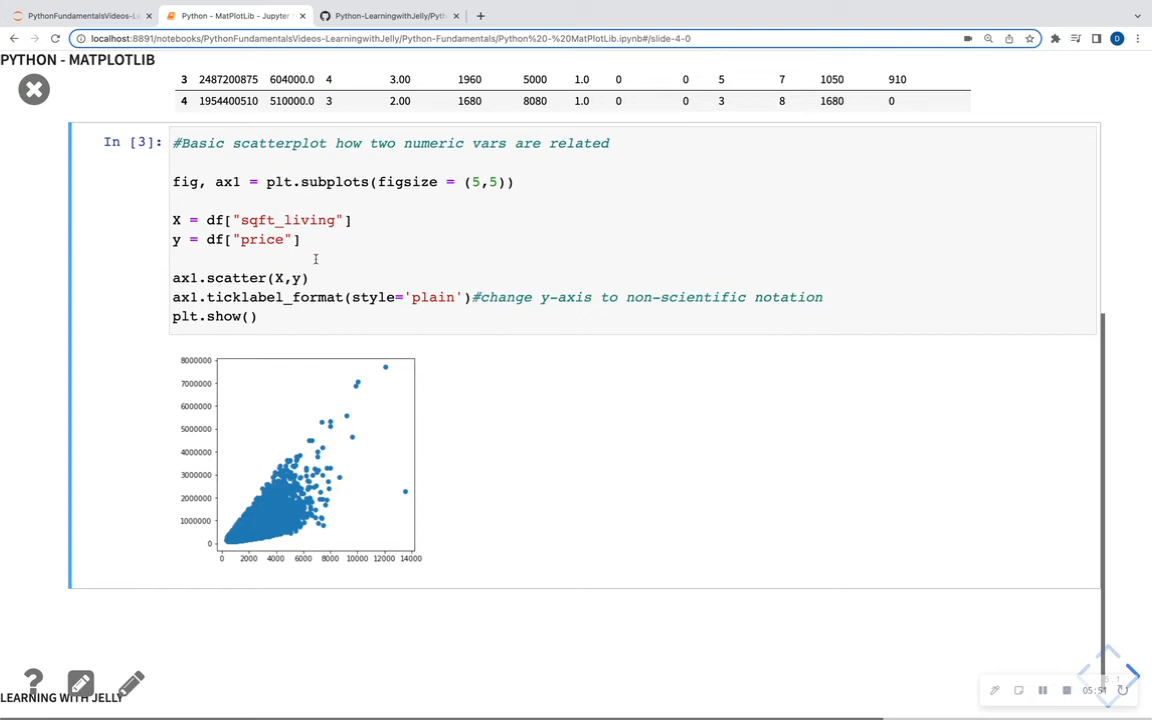 PythonFundamentalsVideos-Le
Python - MatPlotLib - Jupyter
Python-LearningwithJelly/Pyth
localhost:8891/notebooks/PythonFundamentalsVideos-LearningwithJelly/Python-Fundamentals/Python%20-%20MatPlotLib.ipynb#/slide-4-0
D
PYTHON - MATPLOTLIB
3 2487200875 604000.0 4 3.00 1960 5000 1.0 0 0 5 7 1050 910
4 1954400510 510000.0 3 2.00 1680 8080 1.0 0 0 3 8 1680 0
In [3]: #Basic scatterplot how two numeric vars are related
fig, ax1 = plt.subplots(figsize = (5,5))
X = df["sqft_living"]
y = df["price"]
ax1.scatter(X,y)
ax1.ticklabel_format(style='plain')#change y-axis to non-scientific notation
plt.show()
8000000
7000000
6000000
5000000
4000000
3000000
2000000
1000000
0
0 2000 4000 6000 8000 10000 12000 14000
?
LEARNING WITH JELLY
05:51